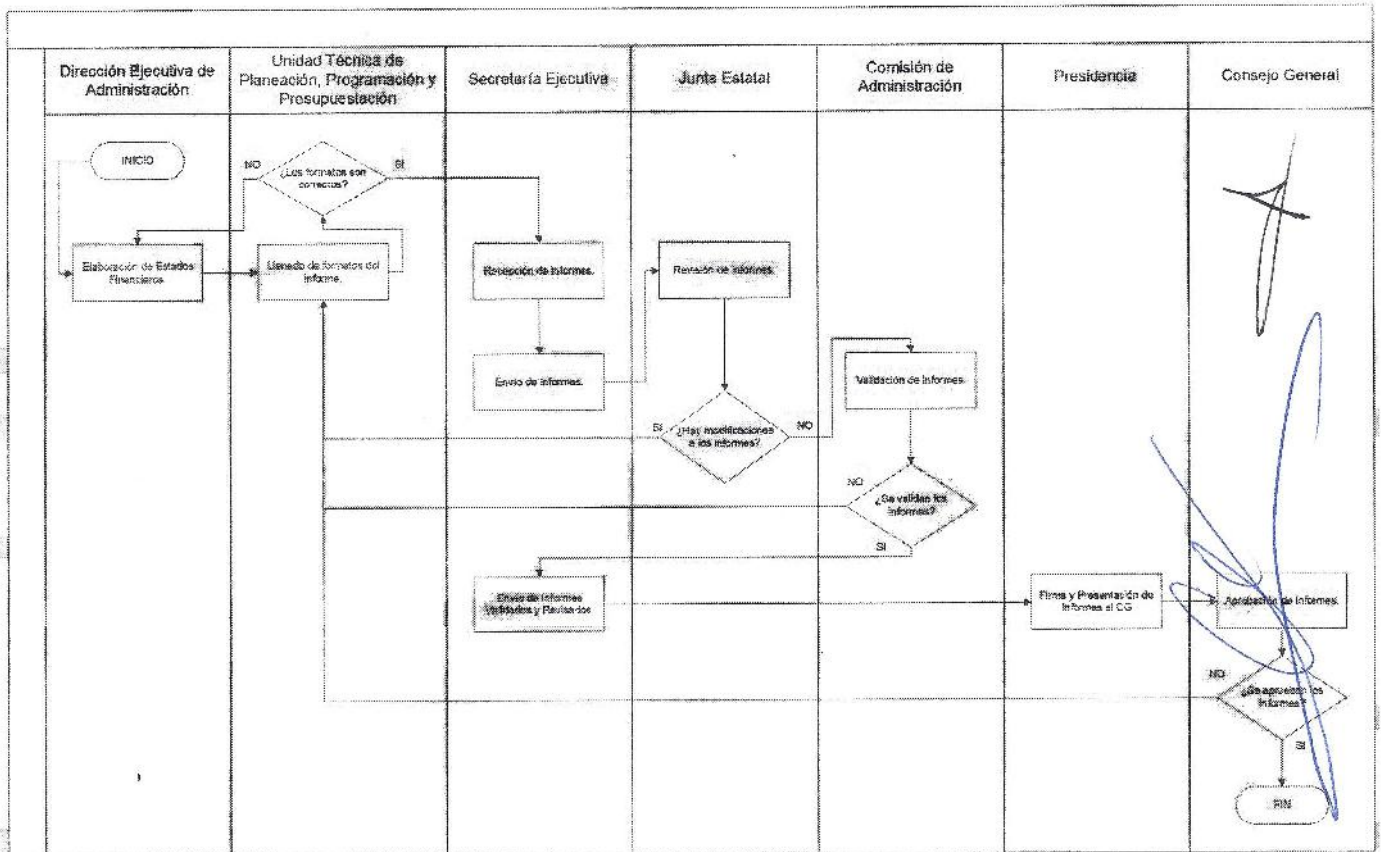 Dirección Ejecutiva de
Administración
Unidad Técnica de
Planeación, Programación y
Presupuestación
Secretaría Ejecutiva
Junta Estatal
Comisión de
Administración
Presidencia
Consejo General
INICIO
NO
¿Los formatos son
correctos?
SI
Elaboración de Estados
Financieros
Llenado de formatos del
informe.
Recepción de Informes.
Revisión de Informes.
Envío de Informes.
Validación de Informes.
SI
¿Hay modificaciones
a los informes?
NO
NO
¿Se validan los
informes?
SI
Envío de Informes
Validados y Revisados
Firma y Presentación de
Informes al CG
Aprobación de Informes.
NO
¿Se aprueban los
informes?
SI
FIN